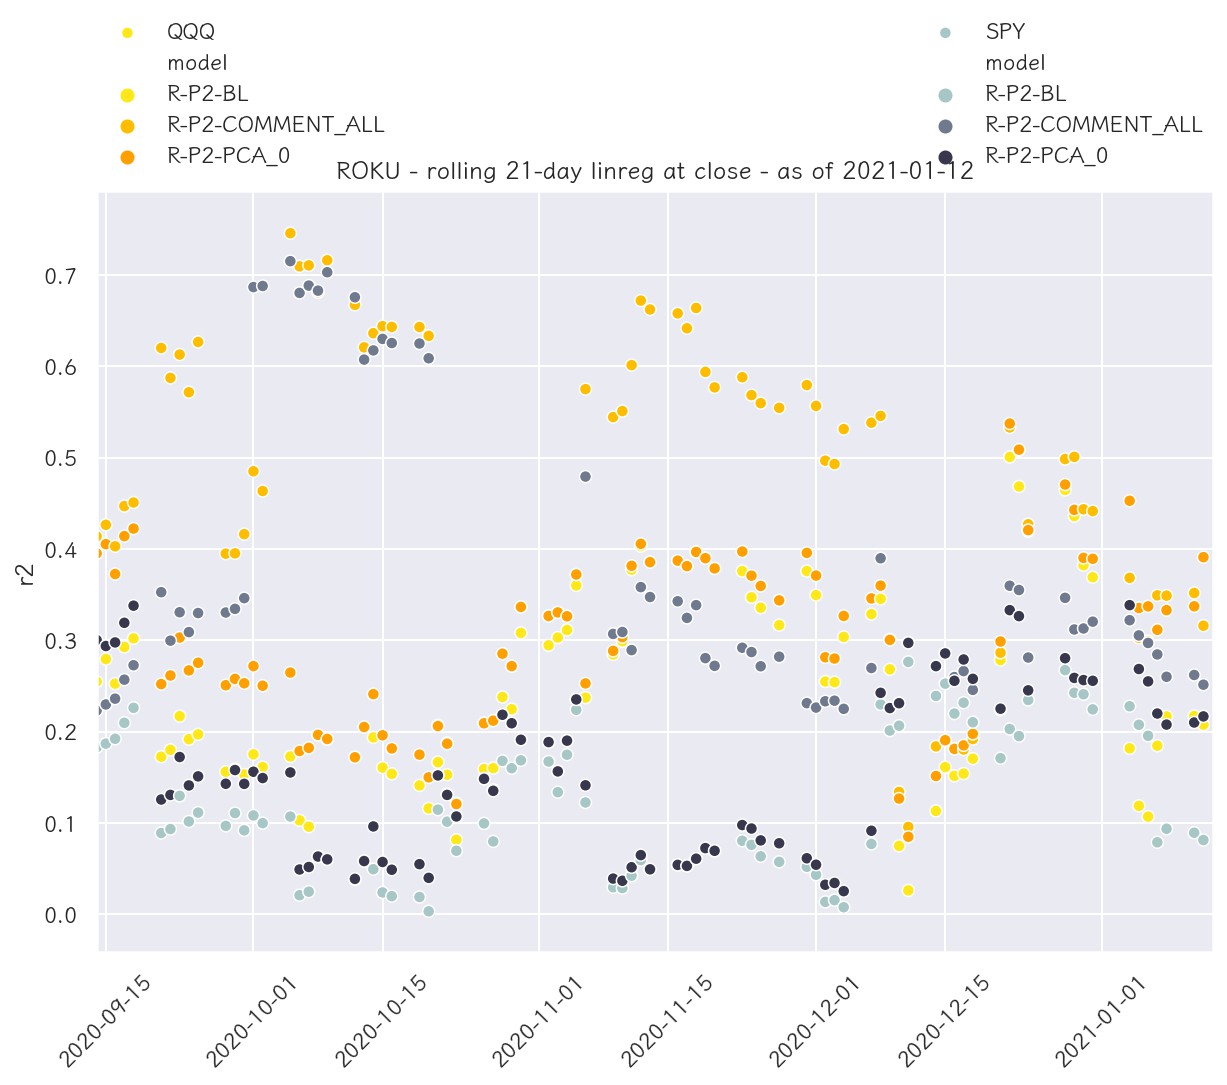 QQQ
model
R-P2-BL
R-P2-COMMENT_ALL
R-P2-PCA_0
SPY
model
R-P2-BL
R-P2-COMMENT_ALL
R-P2-PCA_0
ROKU - rolling 21-day linreg at close - as of 2021-01-12
r2
0.7
0.6
0.5
0.4
0.3
0.2
0.1
0.0
2020-09-15
2020-10-01
2020-10-15
2020-11-01
2020-11-15
2020-12-01
2020-12-15
2021-01-01